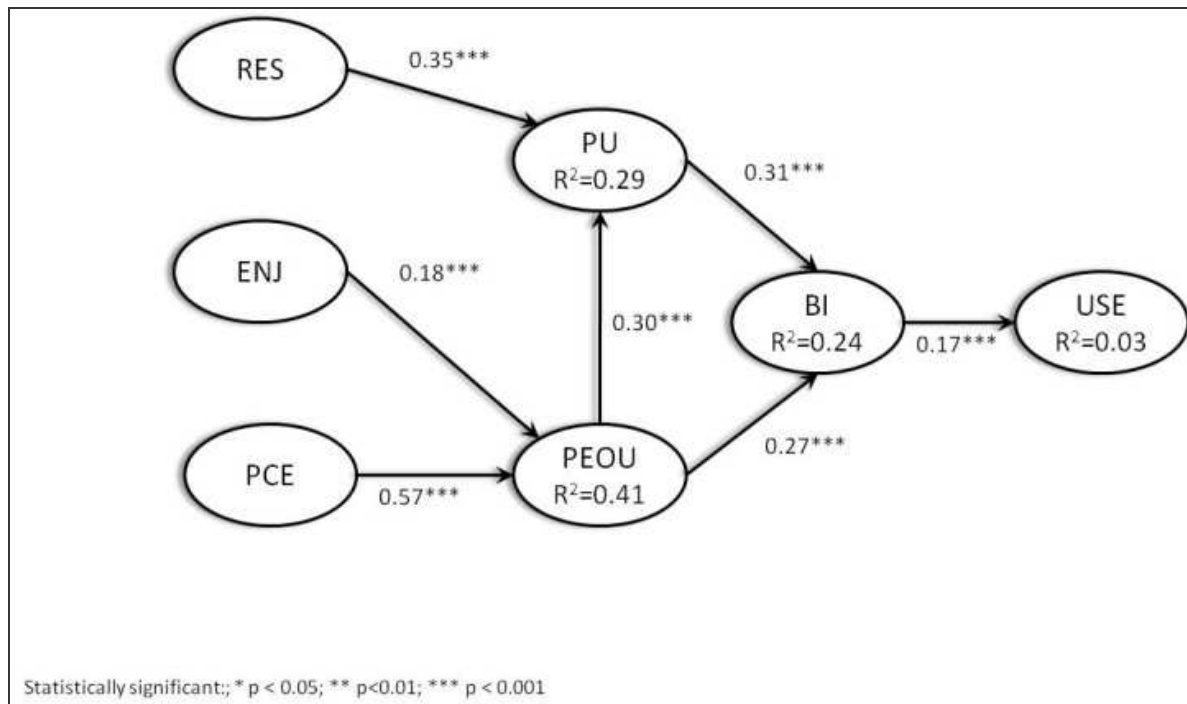 RES
0.35***
PU
R²=0.29
0.31***
ENJ
0.18***
0.30***
BI
R²=0.24
0.17***
USE
R²=0.03
PCE
0.57***
PEOU
R²=0.41
0.27***
Statistically significant:; * p < 0.05; ** p<0.01; *** p < 0.001